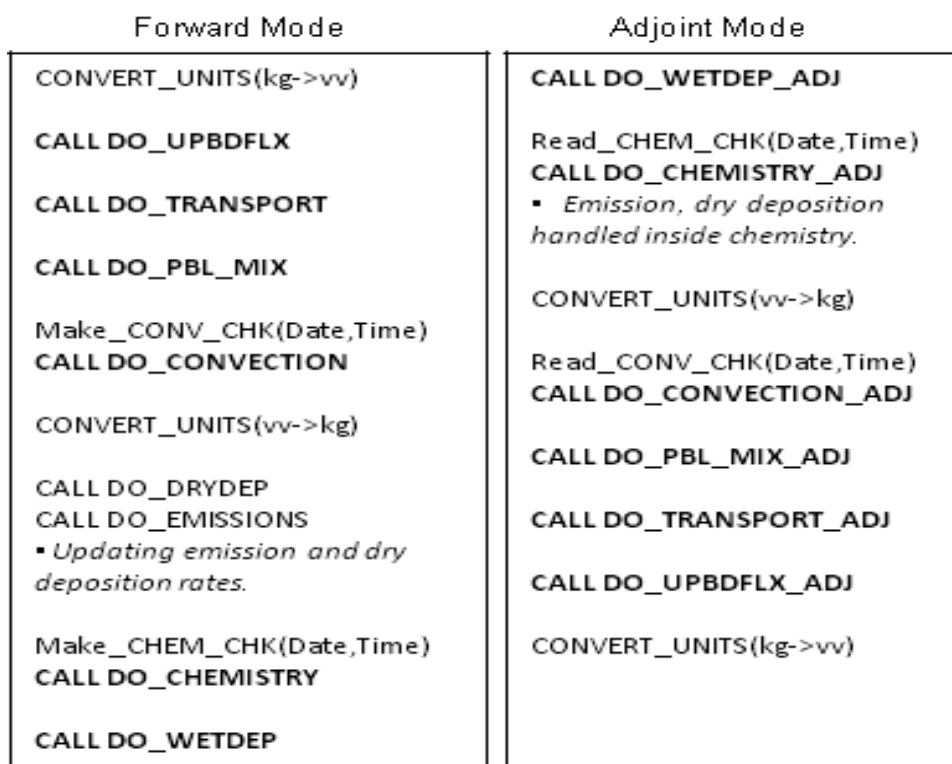 Forward Mode
CONVERT_UNITS(kg->vv)
CALL DO_UPBDFLX
CALL DO_TRANSPORT
CALL DO_PBL_MIX
Make_CONV_CHK(Date,Time)
CALL DO_CONVECTION
CONVERT_UNITS(vv->kg)
CALL DO_DRYDEP
CALL DO_EMISSIONS
▪ Updating emission and dry
deposition rates.
Make_CHEM_CHK(Date,Time)
CALL DO_CHEMISTRY
CALL DO_WETDEP
Adjoint Mode
CALL DO_WETDEP_ADJ
Read_CHEM_CHK(Date,Time)
CALL DO_CHEMISTRY_ADJ
▪ Emission, dry deposition
handled inside chemistry.
CONVERT_UNITS(vv->kg)
Read_CONV_CHK(Date,Time)
CALL DO_CONVECTION_ADJ
CALL DO_PBL_MIX_ADJ
CALL DO_TRANSPORT_ADJ
CALL DO_UPBDFLX_ADJ
CONVERT_UNITS(kg->vv)